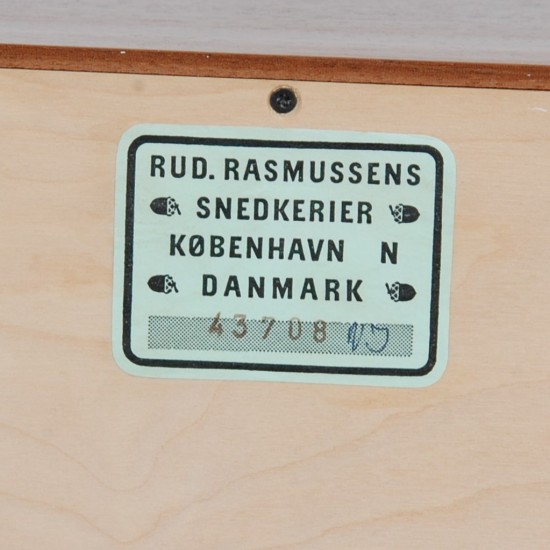 RUD. RASMUSSENS
SNEDKERIER
KØBENHAVN N
DANMARK
43708